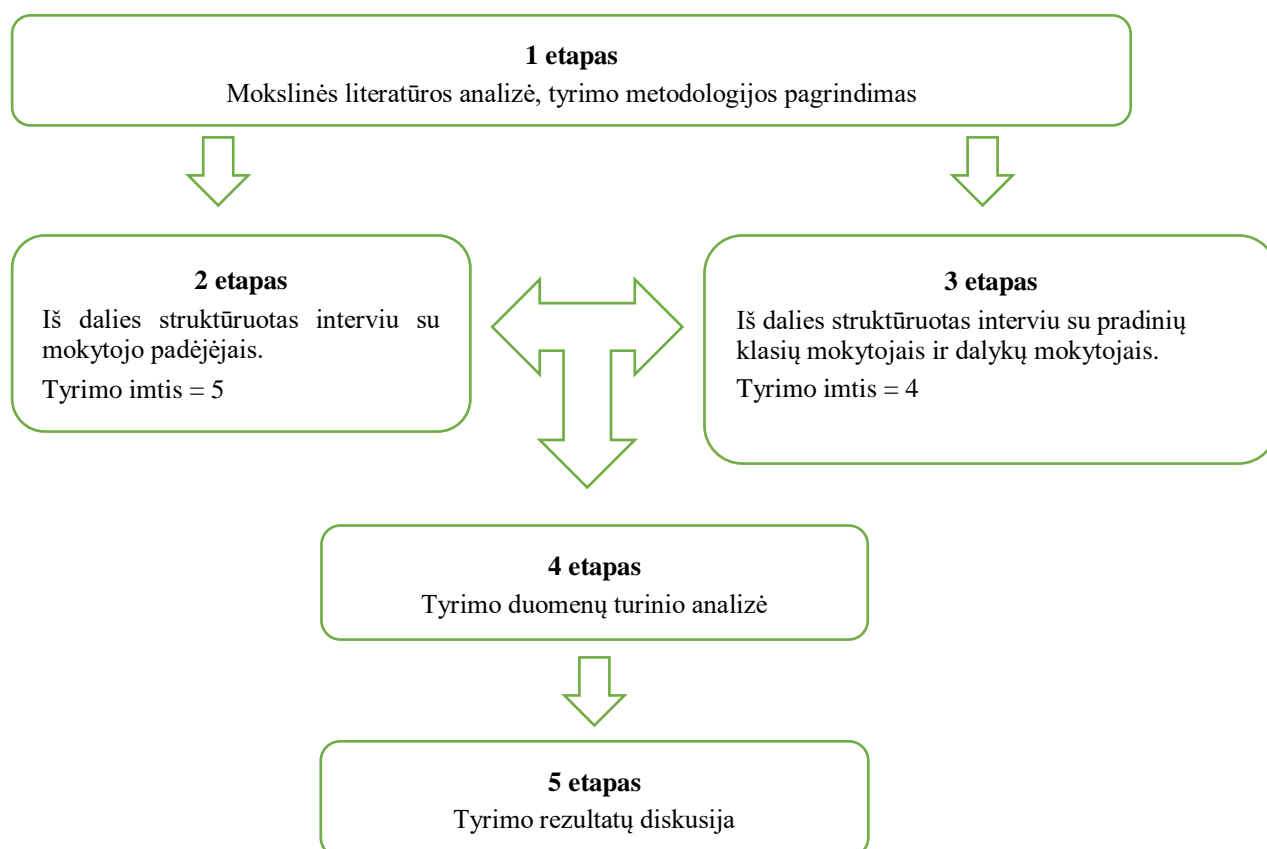 1 etapas
Mokslinės literatūros analizė, tyrimo metodologijos pagrindimas
2 etapas
Iš dalies struktūruotas interviu su
mokytojo padėjėjais.
Tyrimo imtis = 5
3 etapas
Iš dalies struktūruotas interviu su pradinių
klasių mokytojais ir dalykų mokytojais.
Tyrimo imtis = 4
4 etapas
Tyrimo duomenų turinio analizė
5 etapas
Tyrimo rezultatų diskusija